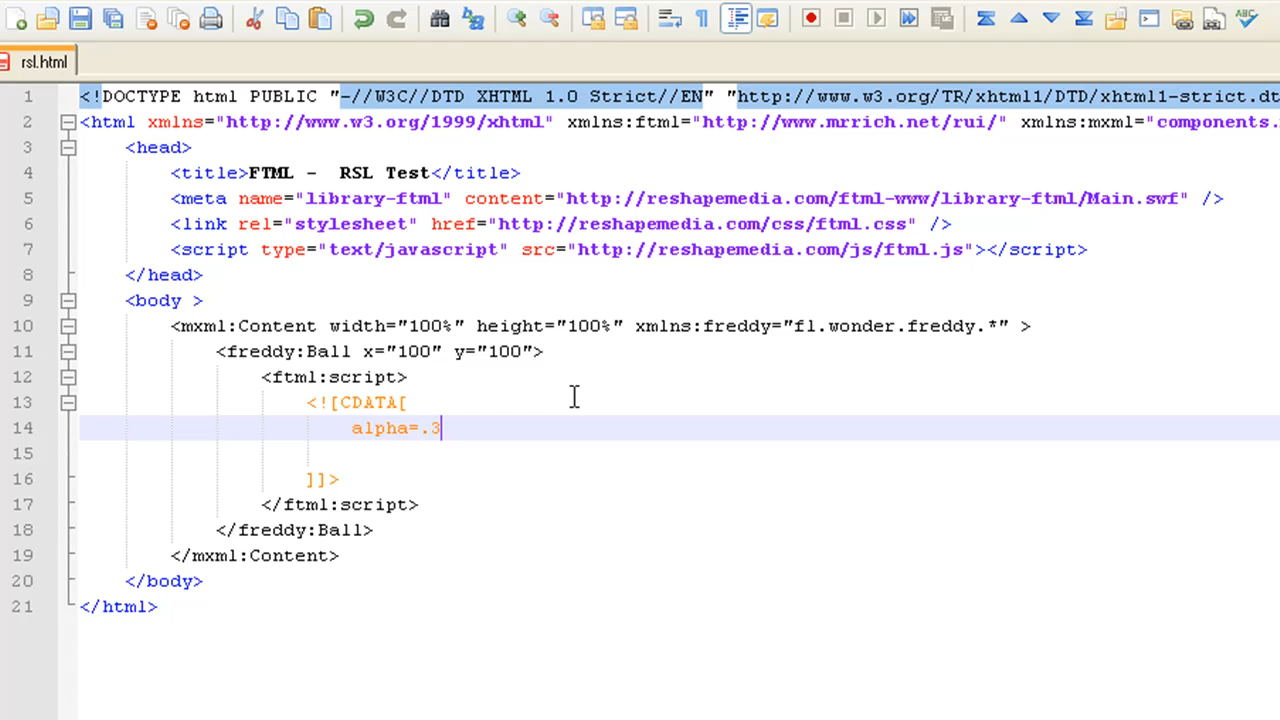 rsl.html
1 <!DOCTYPE html PUBLIC "-//W3C//DTD XHTML 1.0 Strict//EN" "http://www.w3.org/TR/xhtml1/DTD/xhtml1-strict.dt
2 <html xmlns="http://www.w3.org/1999/xhtml" xmlns:ftml="http://www.mrrich.net/rui/" xmlns:mxml="components.
3 <head>
4 <title>FTML - RSL Test</title>
5 <meta name="library-ftml" content="http://reshapemedia.com/ftml-www/library-ftml/Main.swf" />
6 <link rel="stylesheet" href="http://reshapemedia.com/css/ftml.css" />
7 <script type="text/javascript" src="http://reshapemedia.com/js/ftml.js"></script>
8 </head>
9 <body >
10 <mxml:Content width="100%" height="100%" xmlns:freddy="fl.wonder.freddy.*" >
11 <freddy:Ball x="100" y="100">
12 <ftml:script>
13 <![CDATA[
14 alpha=.3
15
16 ]]>
17 </ftml:script>
18 </freddy:Ball>
19 </mxml:Content>
20 </body>
21 </html>